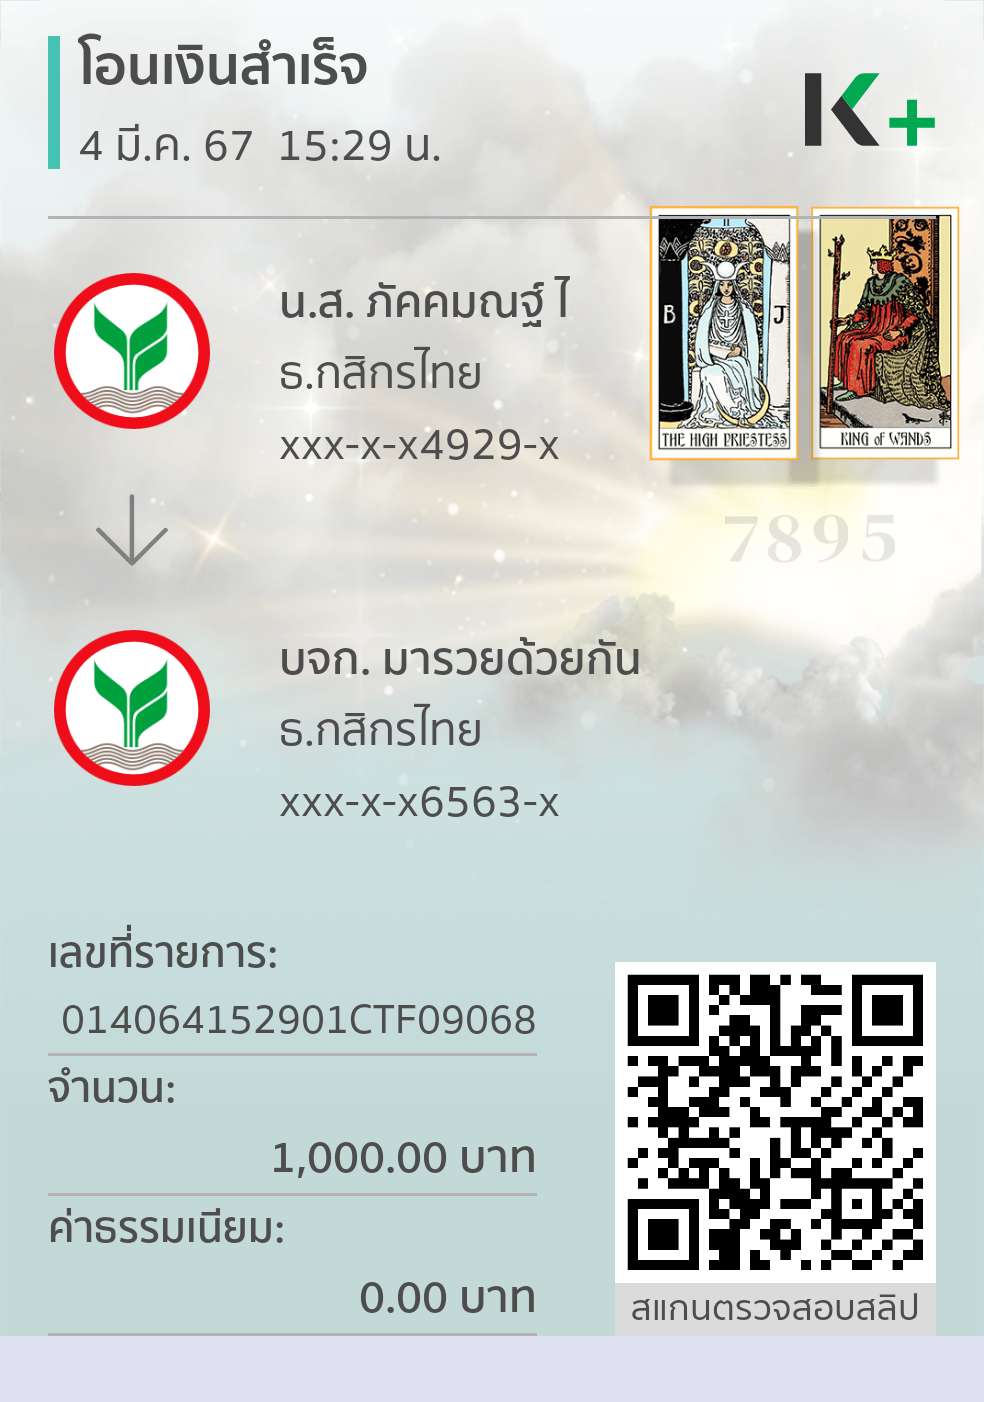 โอนเงินสำเร็จ
4 มี.ค. 67 15:29 น.
K+
น.ส. ภัคคมณฐ์ ไ
ธ.กสิกรไทย
xxx-x-x4929-x
II
B J
THE HIGH PRIESTESS
KING of WANDS
7895
บจก. มารวยด้วยกัน
ธ.กสิกรไทย
xxx-x-x6563-x
เลขที่รายการ:
014064152901CTF09068
จำนวน:
1,000.00 บาท
ค่าธรรมเนียม:
0.00 บาท
สแกนตรวจสอบสลิป